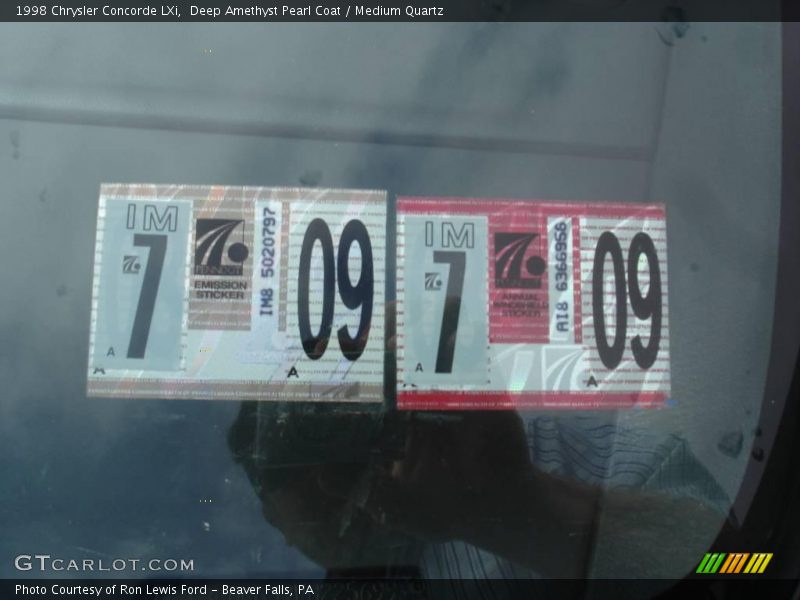 1998 Chrysler Concorde LXi,  Deep Amethyst Pearl Coat / Medium Quartz
IM
7
A
A
PENNDOT
EMISSION
STICKER
IM8 5020797
09
A
IM
7
A
ANNUAL
WINDSHIELD
STICKER
AI8 6366956
09
A
GTCARLOT.COM
Photo Courtesy of Ron Lewis Ford - Beaver Falls, PA